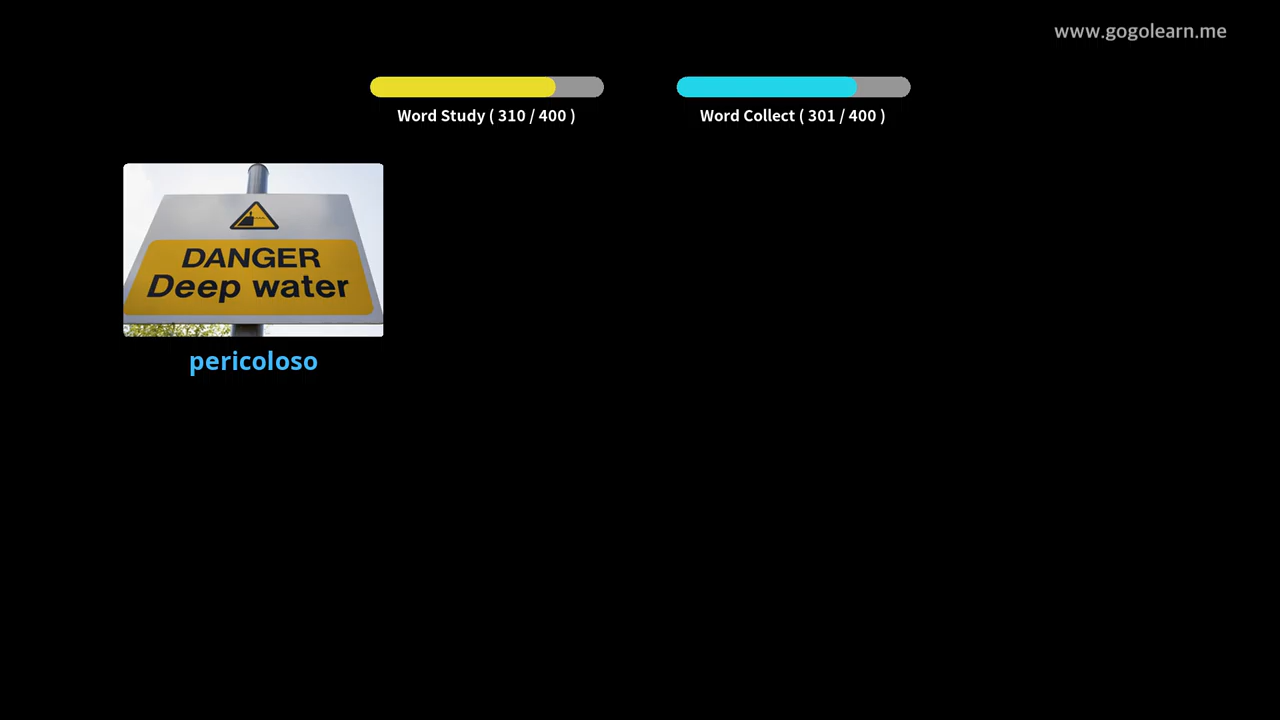 www.gogolearn.me
Word Study ( 310 / 400 )
Word Collect ( 301 / 400 )
DANGER
Deep water
pericoloso